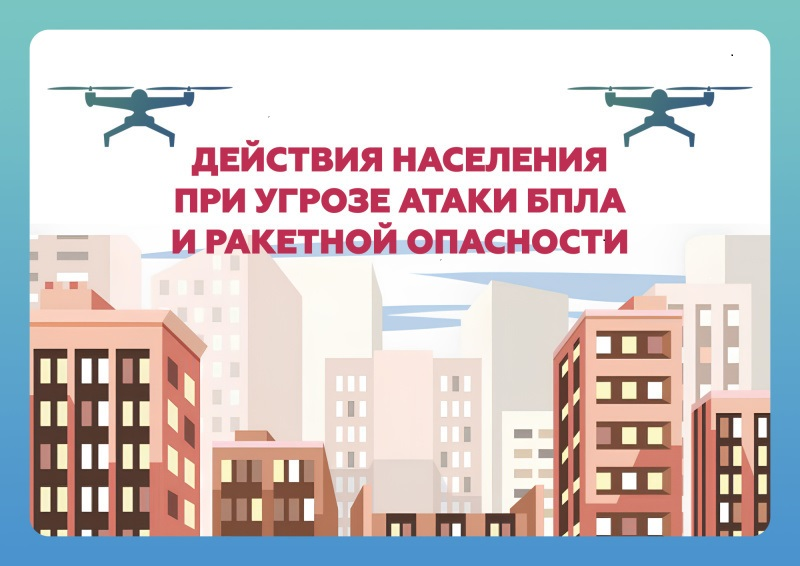 ДЕЙСТВИЯ НАСЕЛЕНИЯ
ПРИ УГРОЗЕ АТАКИ БПЛА
И РАКЕТНОЙ ОПАСНОСТИ